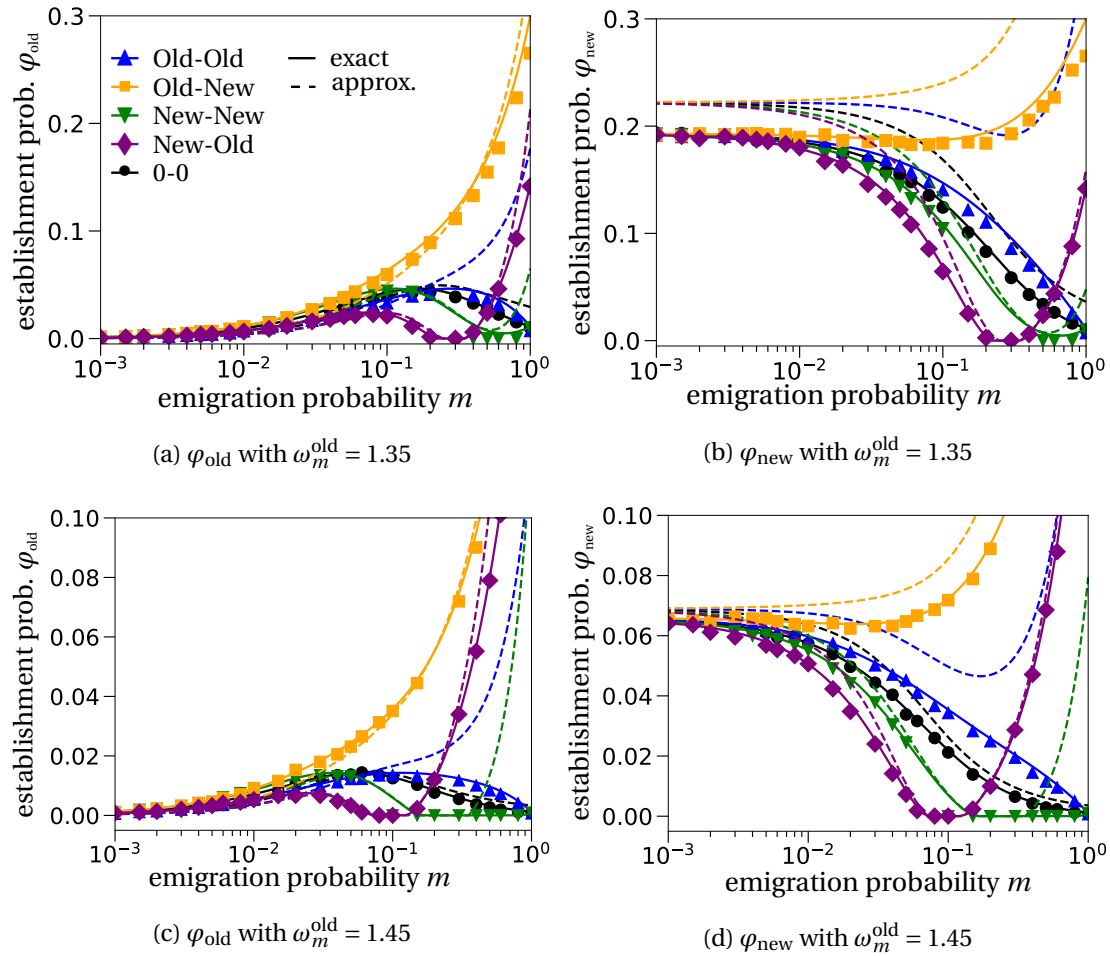 0.3
0.2
0.1
0.0
establishment prob. φold
Old-Old
Old-New
New-New
New-Old
0-0
exact
approx.
10−3 10−2 10−1 100
emigration probability m
(a) φold with ωmold = 1.35
0.3
0.2
0.1
0.0
establishment prob. φnew
10−3 10−2 10−1 100
emigration probability m
(b) φnew with ωmold = 1.35
0.10
0.08
0.06
0.04
0.02
0.00
establishment prob. φold
10−3 10−2 10−1 100
emigration probability m
(c) φold with ωmold = 1.45
0.10
0.08
0.06
0.04
0.02
0.00
establishment prob. φnew
10−3 10−2 10−1 100
emigration probability m
(d) φnew with ωmold = 1.45